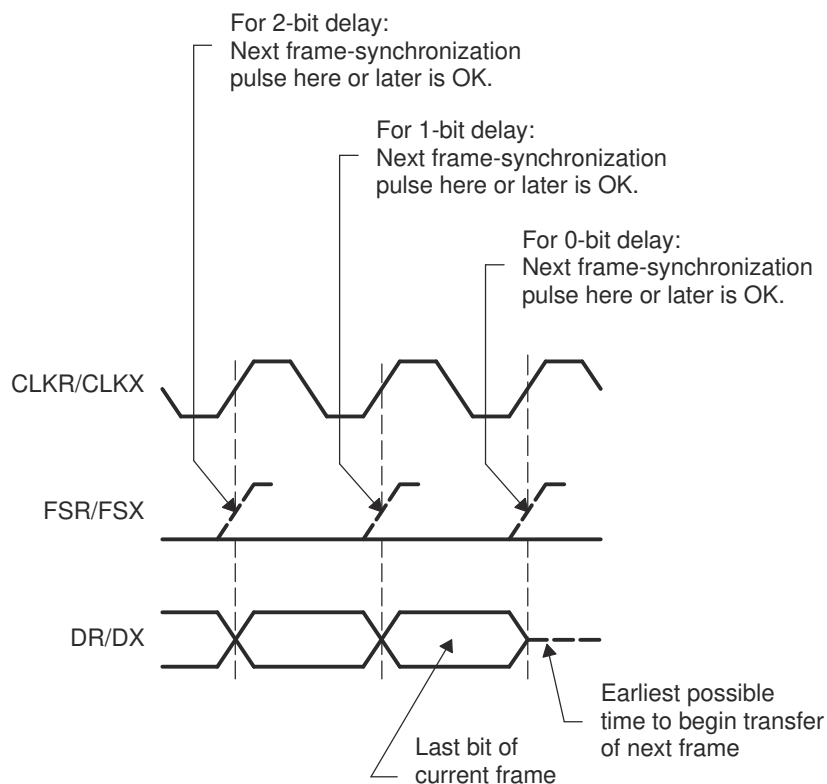 For 2-bit delay:
Next frame-synchronization
pulse here or later is OK.
For 1-bit delay:
Next frame-synchronization
pulse here or later is OK.
For 0-bit delay:
Next frame-synchronization
pulse here or later is OK.
CLKR/CLKX
FSR/FSX
DR/DX
Last bit of
current frame
Earliest possible
time to begin transfer
of next frame